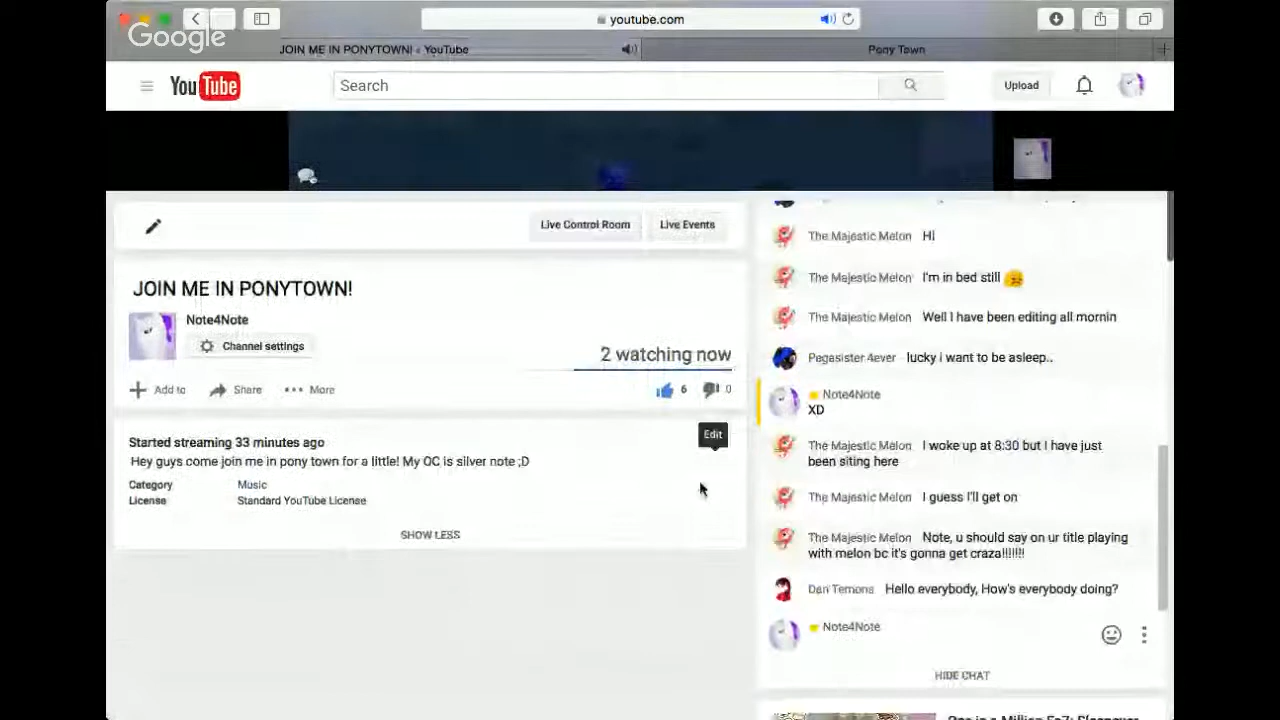 Google
youtube.com
JOIN ME IN PONYTOWN! - YouTube
Pony Town
YouTube
Search
Upload
Live Control Room
Live Events
JOIN ME IN PONYTOWN!
Note4Note
Channel settings
2 watching now
Add to
Share
More
6
0
Edit
Started streaming 33 minutes ago
Hey guys come join me in pony town for a little! My OC is silver note ;D
Category Music
License Standard YouTube License
SHOW LESS
The Majestic Melon Hi
The Majestic Melon I'm in bed still
The Majestic Melon Well I have been editing all mornin
Pegasister 4ever lucky i want to be asleep..
Note4Note
XD
The Majestic Melon I woke up at 8:30 but I have just
been siting here
The Majestic Melon I guess I'll get on
The Majestic Melon Note, u should say on ur title playing
with melon bc it's gonna get craza!!!!!!!
Dan Temons Hello everybody, How's everybody doing?
Note4Note
HIDE CHAT